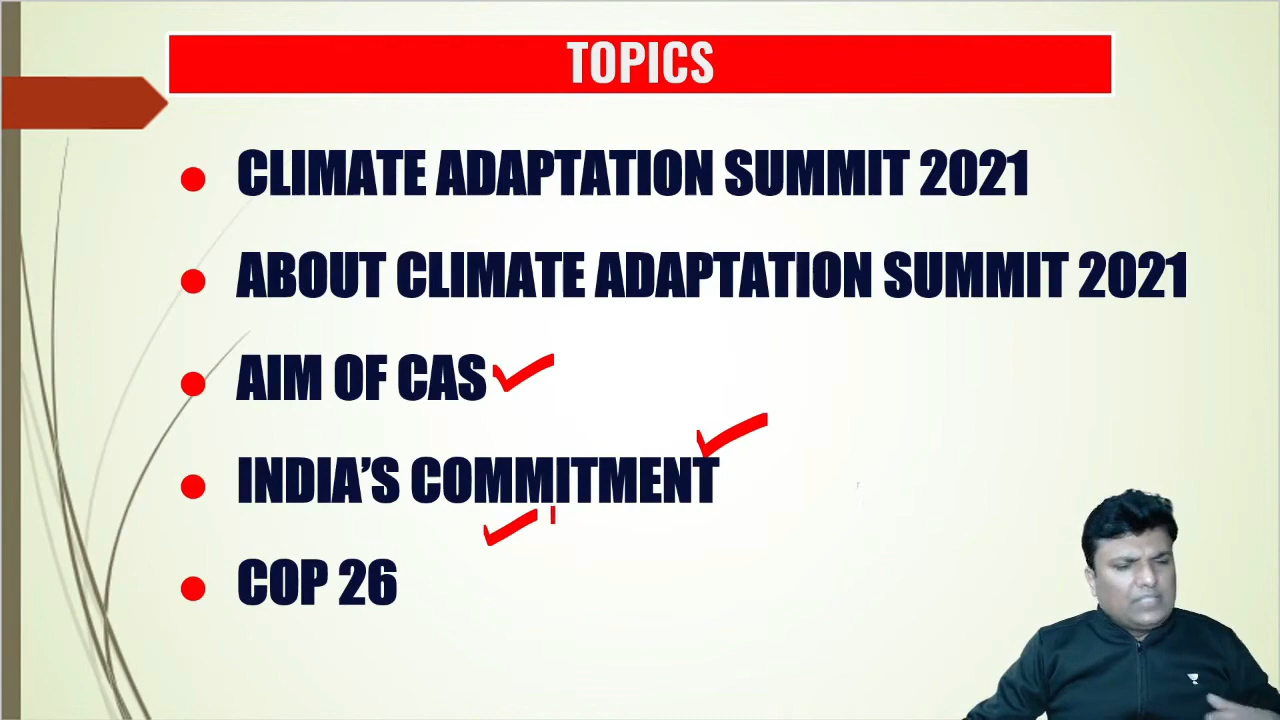 TOPICS
CLIMATE ADAPTATION SUMMIT 2021
ABOUT CLIMATE ADAPTATION SUMMIT 2021
AIM OF CAS
INDIA’S COMMITMENT
COP 26